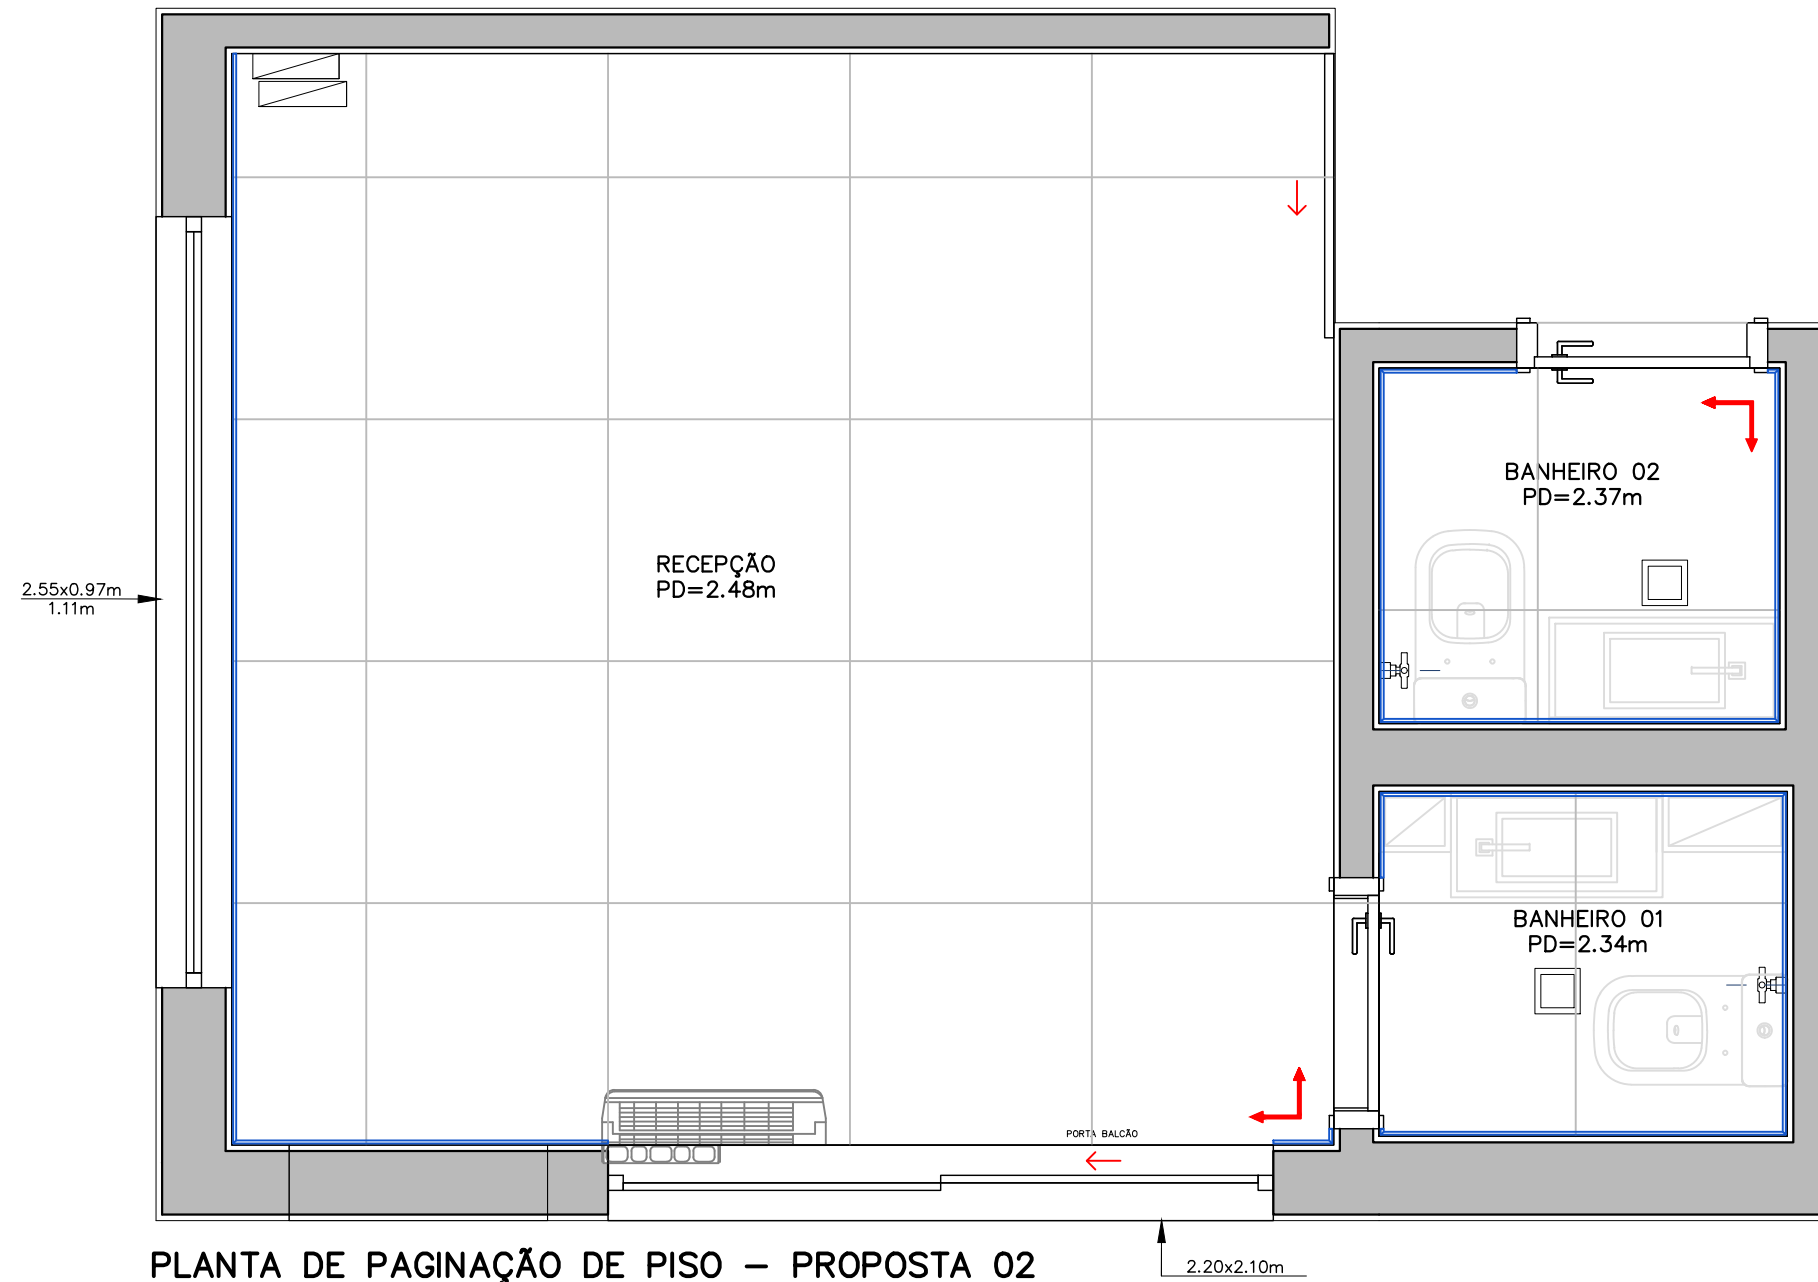 BANHEIRO 02
PD=2.37m
RECEPÇÃO
PD=2.48m
2.55x0.97m
1.11m
BANHEIRO 01
PD=2.34m
PORTA BALCÃO
PLANTA DE PAGINAÇÃO DE PISO – PROPOSTA 02
2.20x2.10m